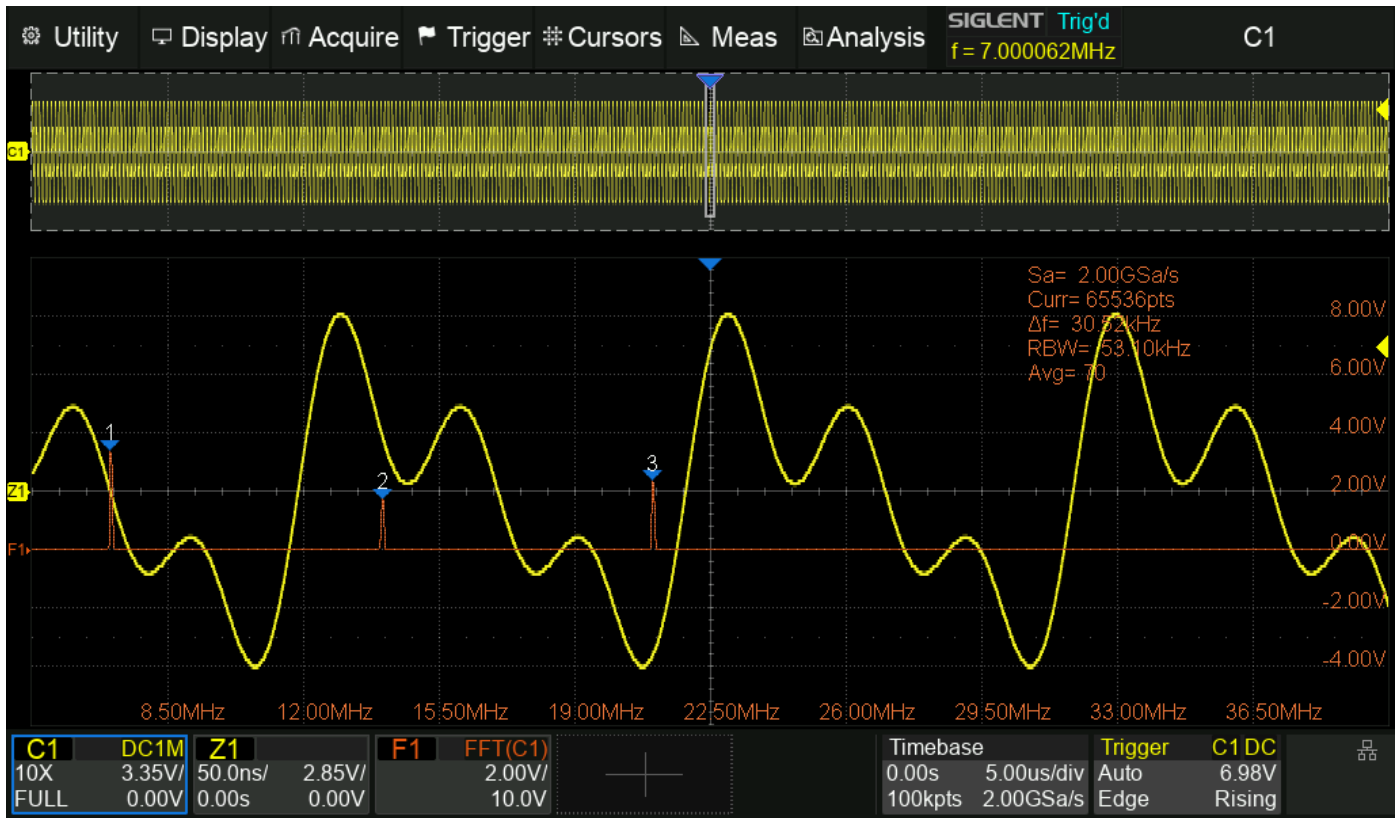 Utility Display Acquire Trigger Cursors Meas Analysis SIGLENT Trig'd C1
f = 7.000062MHz
C1
Sa= 2.00GSa/s
Curr= 65536pts
8.00V
Δf= 30.52kHz
RBW= 53.10kHz
6.00V
Avg= 70
4.00V
1
3
2
Z1
2.00V
F1
0.00V
-2.00V
-4.00V
8.50MHz 12.00MHz 15.50MHz 19.00MHz 22.50MHz 26.00MHz 29.50MHz 33.00MHz 36.50MHz
C1 DC1M Z1 F1 FFT(C1) Timebase Trigger C1 DC
10X 3.35V/ 50.0ns/ 2.85V/ 2.00V/ 0.00s 5.00us/div Auto 6.98V
FULL 0.00V 0.00s 0.00V 10.0V 100kpts 2.00GSa/s Edge Rising